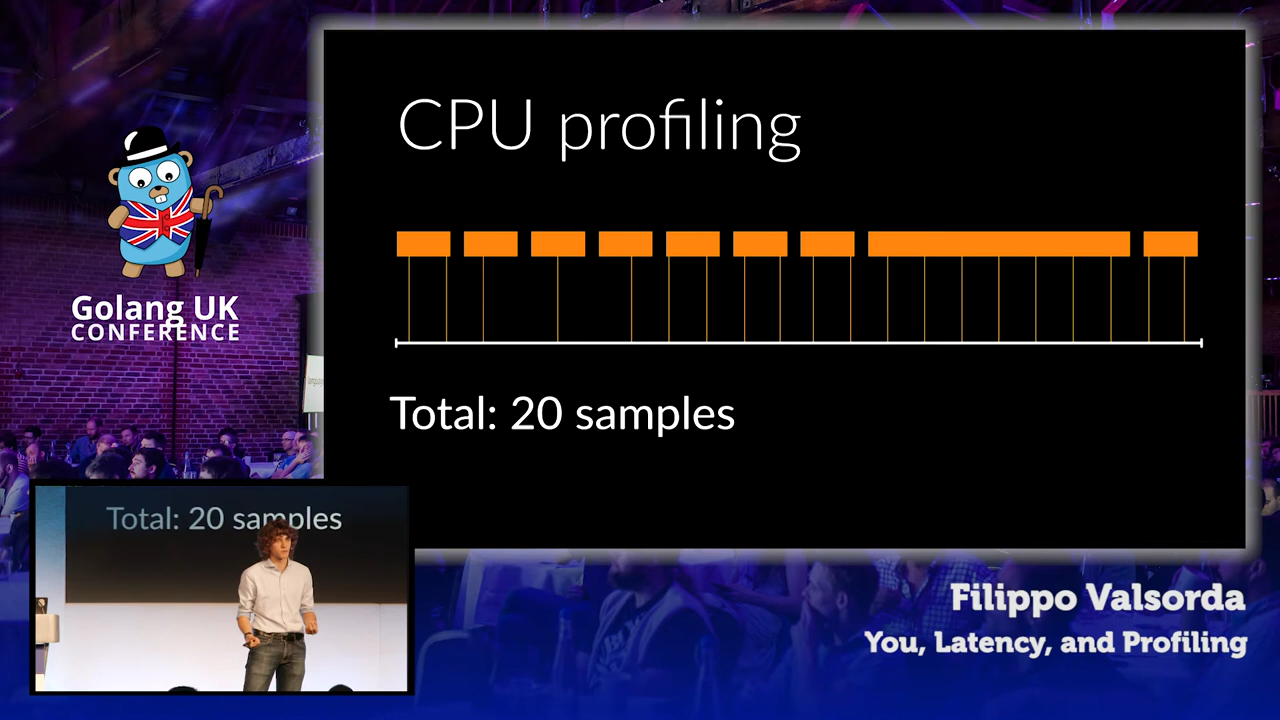 CPU profiling
Total: 20 samples
Golang UK
CONFERENCE
Total: 20 samples
Filippo Valsorda
You, Latency, and Profiling